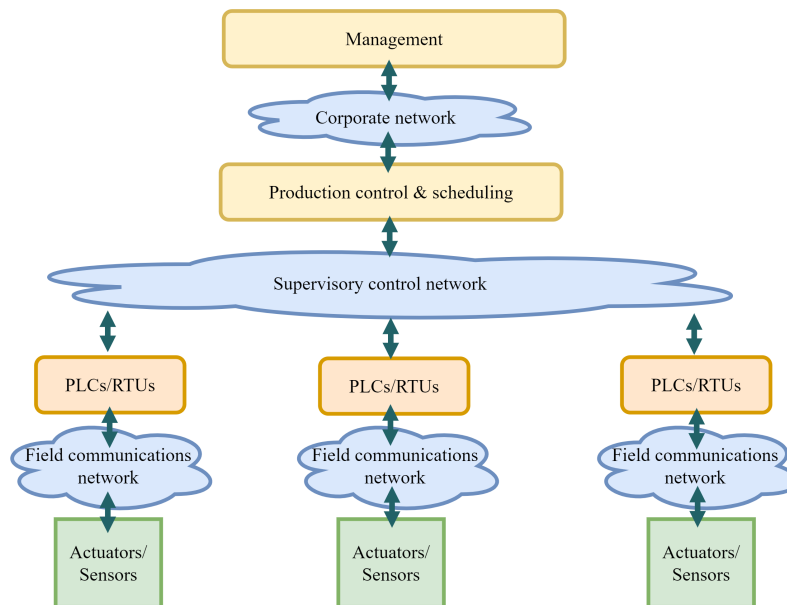 Management
Corporate network
Production control & scheduling
Supervisory control network
PLCs/RTUs
PLCs/RTUs
PLCs/RTUs
Field communications
network
Field communications
network
Field communications
network
Actuators/
Sensors
Actuators/
Sensors
Actuators/
Sensors